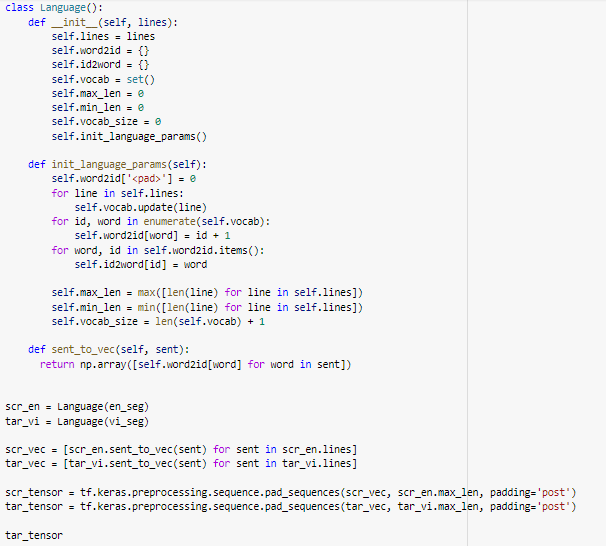 class Language():
    def __init__(self, lines):
        self.lines = lines
        self.word2id = {}
        self.id2word = {}
        self.vocab = set()
        self.max_len = 0
        self.min_len = 0
        self.vocab_size = 0
        self.init_language_params()

    def init_language_params(self):
        self.word2id['<pad>'] = 0
        for line in self.lines:
            self.vocab.update(line)
        for id, word in enumerate(self.vocab):
            self.word2id[word] = id + 1
        for word, id in self.word2id.items():
            self.id2word[id] = word

        self.max_len = max([len(line) for line in self.lines])
        self.min_len = min([len(line) for line in self.lines])
        self.vocab_size = len(self.vocab) + 1

    def sent_to_vec(self, sent):
      return np.array([self.word2id[word] for word in sent])


scr_en = Language(en_seg)
tar_vi = Language(vi_seg)

scr_vec = [scr_en.sent_to_vec(sent) for sent in scr_en.lines]
tar_vec = [tar_vi.sent_to_vec(sent) for sent in tar_vi.lines]

scr_tensor = tf.keras.preprocessing.sequence.pad_sequences(scr_vec, scr_en.max_len, padding='post')
tar_tensor = tf.keras.preprocessing.sequence.pad_sequences(tar_vec, tar_vi.max_len, padding='post')

tar_tensor